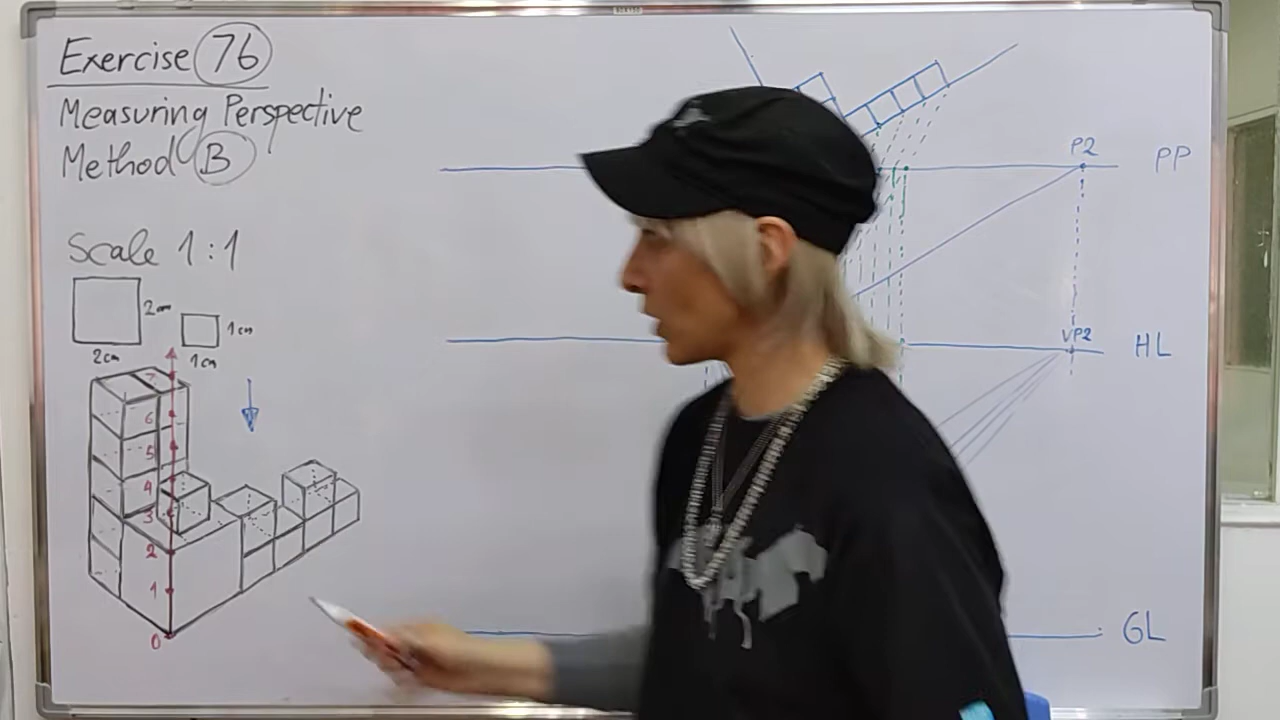 Exercise 76
Measuring Perspective
Method B
Scale 1:1
2cm
1cm
2cm
1cm
7
6
5
4
3
2
1
0
P2
PP
VP2
HL
GL